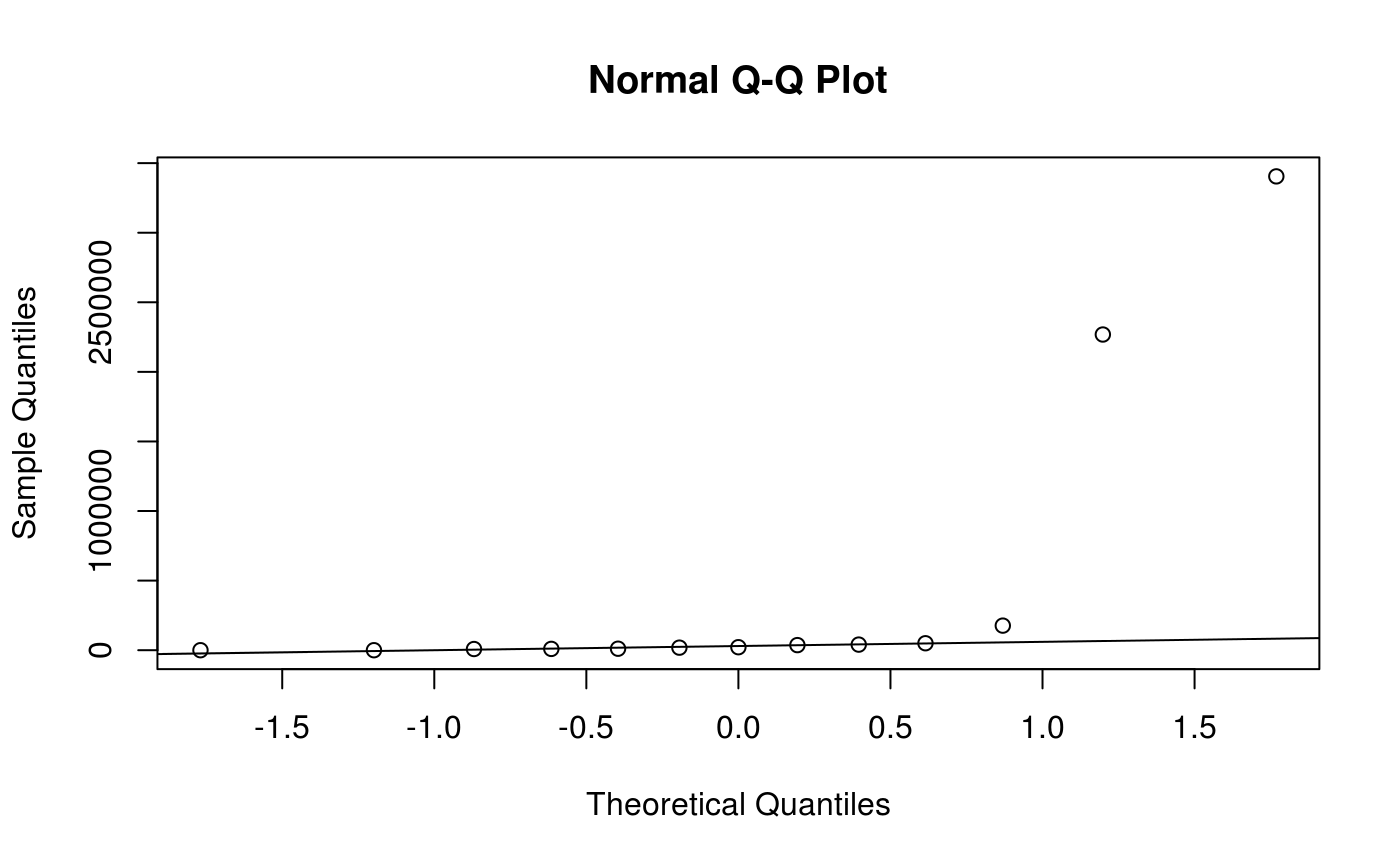 Normal Q-Q Plot
Sample Quantiles
2500000
1000000
0
-1.5 -1.0 -0.5 0.0 0.5 1.0 1.5
Theoretical Quantiles